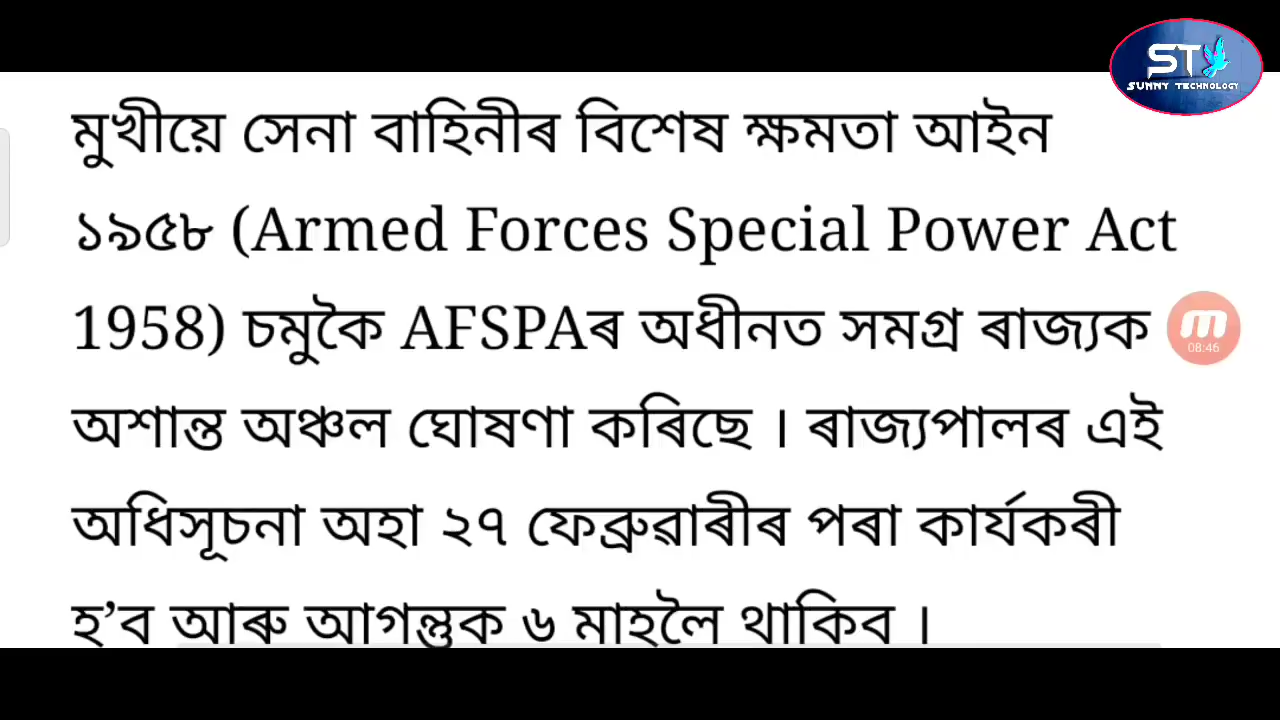 ST
SUNNY TECHNOLOGY
মুখীয়ে সেনা বাহিনীৰ বিশেষ ক্ষমতা আইন
১৯৫৮ (Armed Forces Special Power Act
1958) চমুকৈ AFSPAৰ অধীনত সমগ্ৰ ৰাজ্যক
08:45
অশান্ত অঞ্চল ঘোষণা কৰিছে ।  ৰাজ্যপালৰ এই
অধিসূচনা অহা ২৭ ফেব্ৰুৱাৰীৰ পৰা কাৰ্যকৰী
হ’ব আৰু আগন্তুক ৬ মাহলৈ থাকিব ।